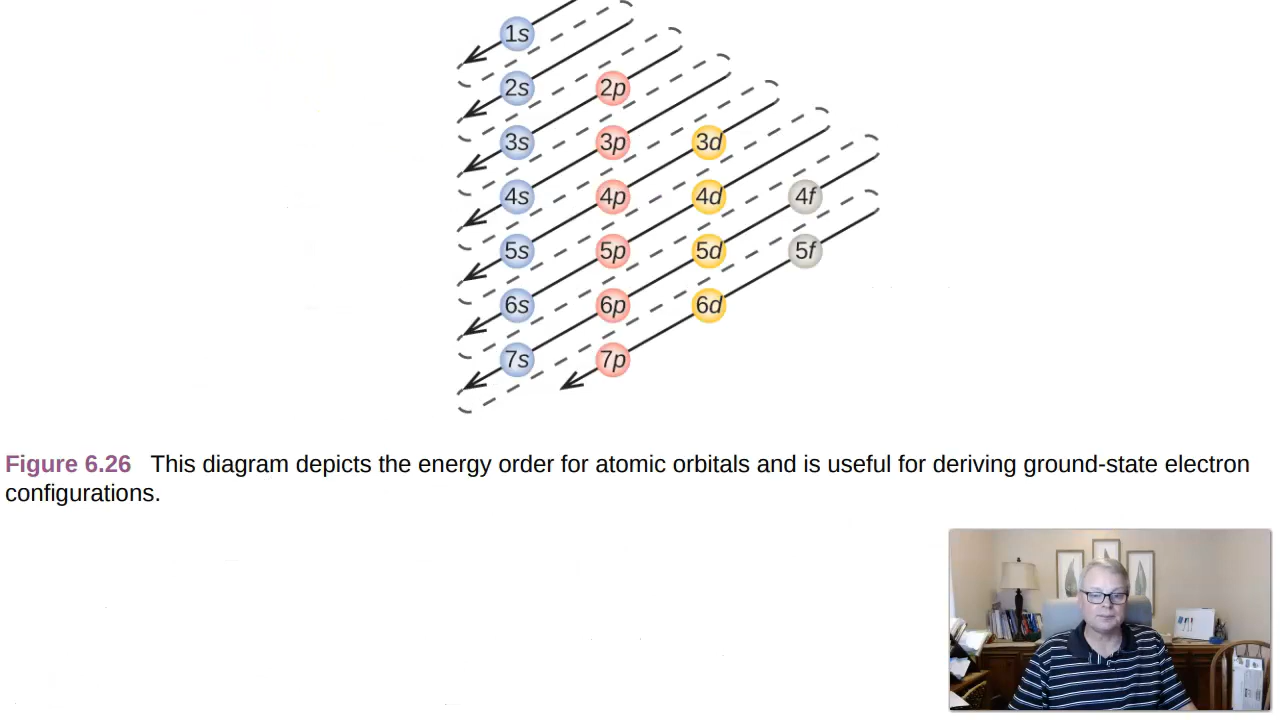 1s
2s 2p
3s 3p 3d
4s 4p 4d 4f
5s 5p 5d 5f
6s 6p 6d
7s 7p
Figure 6.26 This diagram depicts the energy order for atomic orbitals and is useful for deriving ground-state electron
configurations.